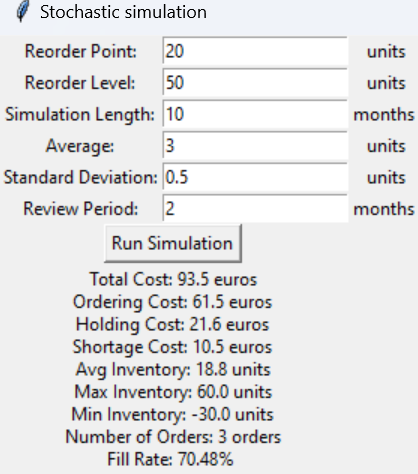 Stochastic simulation
Reorder Point: 20 units
Reorder Level: 50 units
Simulation Length: 10 months
Average: 3 units
Standard Deviation: 0.5 units
Review Period: 2 months
Run Simulation
Total Cost: 93.5 euros
Ordering Cost: 61.5 euros
Holding Cost: 21.6 euros
Shortage Cost: 10.5 euros
Avg Inventory: 18.8 units
Max Inventory: 60.0 units
Min Inventory: -30.0 units
Number of Orders: 3 orders
Fill Rate: 70.48%